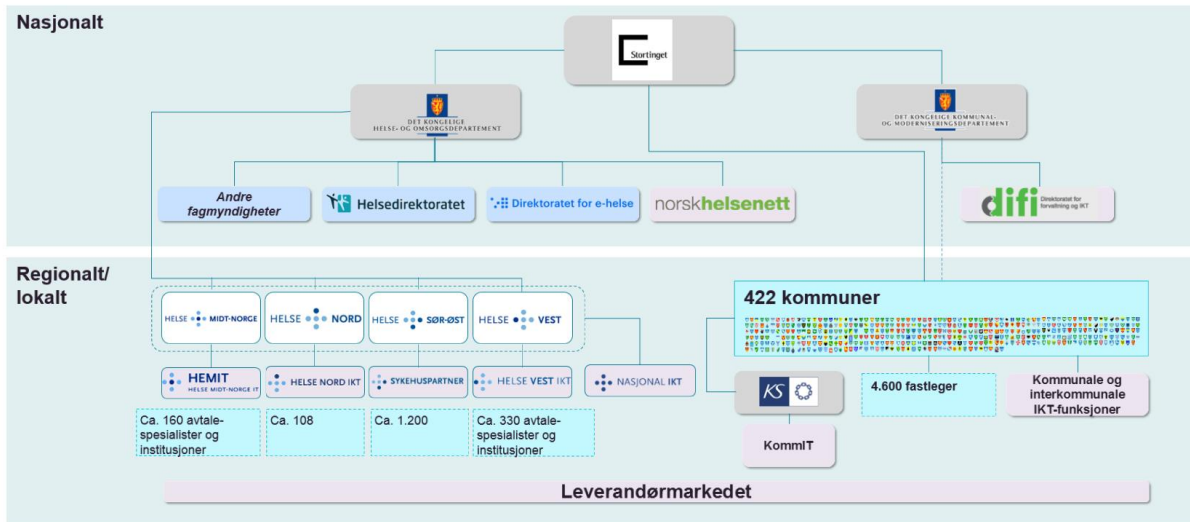 Nasjonalt
Stortinget
DET KONGELIGE
HELSE- OG OMSORGSDEPARTEMENT
DET KONGELIGE KOMMUNAL-
OG MODERNISERINGSDEPARTEMENT
Andre
fagmyndigheter
Helsedirektoratet
Direktoratet for e-helse
norskhelsenett
difi
Direktoratet for
forvaltning og IKT
Regionalt/
lokalt
HELSE MIDT-NORGE
HELSE NORD
HELSE SØR-ØST
HELSE VEST
422 kommuner
HEMIT
HELSE MIDT-NORGE IT
HELSE NORD IKT
SYKEHUSPARTNER
HELSE VEST IKT
NASJONAL IKT
KS
4.600 fastleger
Kommunale og
interkommunale
IKT-funksjoner
Ca. 160 avtale-
spesialister og
institusjoner
Ca. 108
Ca. 1.200
Ca. 330 avtale-
spesialister og
institusjoner
KommIT
Leverandørmarkedet